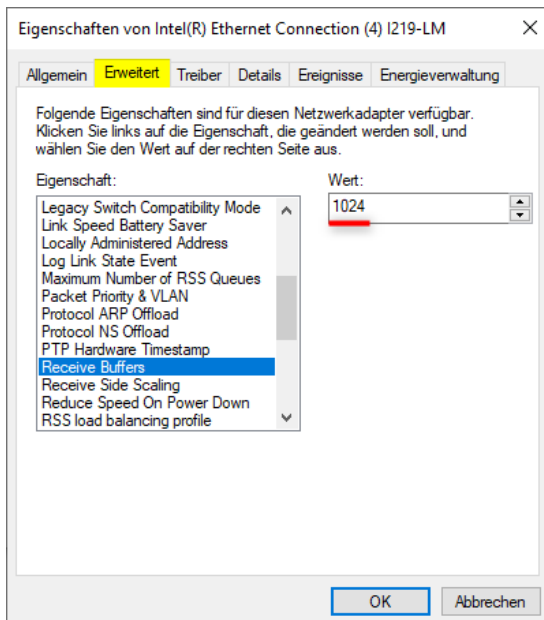 Eigenschaften von Intel(R) Ethernet Connection (4) I219-LM
Allgemein Erweitert Treiber Details Ereignisse Energieverwaltung
Folgende Eigenschaften sind für diesen Netzwerkadapter verfügbar.
Klicken Sie links auf die Eigenschaft, die geändert werden soll, und
wählen Sie den Wert auf der rechten Seite aus.
Eigenschaft:
Wert:
1024
Legacy Switch Compatibility Mode
Link Speed Battery Saver
Locally Administered Address
Log Link State Event
Maximum Number of RSS Queues
Packet Priority & VLAN
Protocol ARP Offload
Protocol NS Offload
PTP Hardware Timestamp
Receive Buffers
Receive Side Scaling
Reduce Speed On Power Down
RSS load balancing profile
OK
Abbrechen